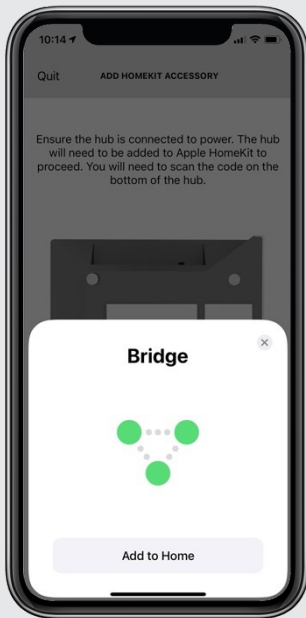 10:14
Quit
ADD HOMEKIT ACCESSORY
Ensure the hub is connected to power. The hub
will need to be added to Apple HomeKit to
proceed. You will need to scan the code on the
bottom of the hub.
Bridge
Add to Home